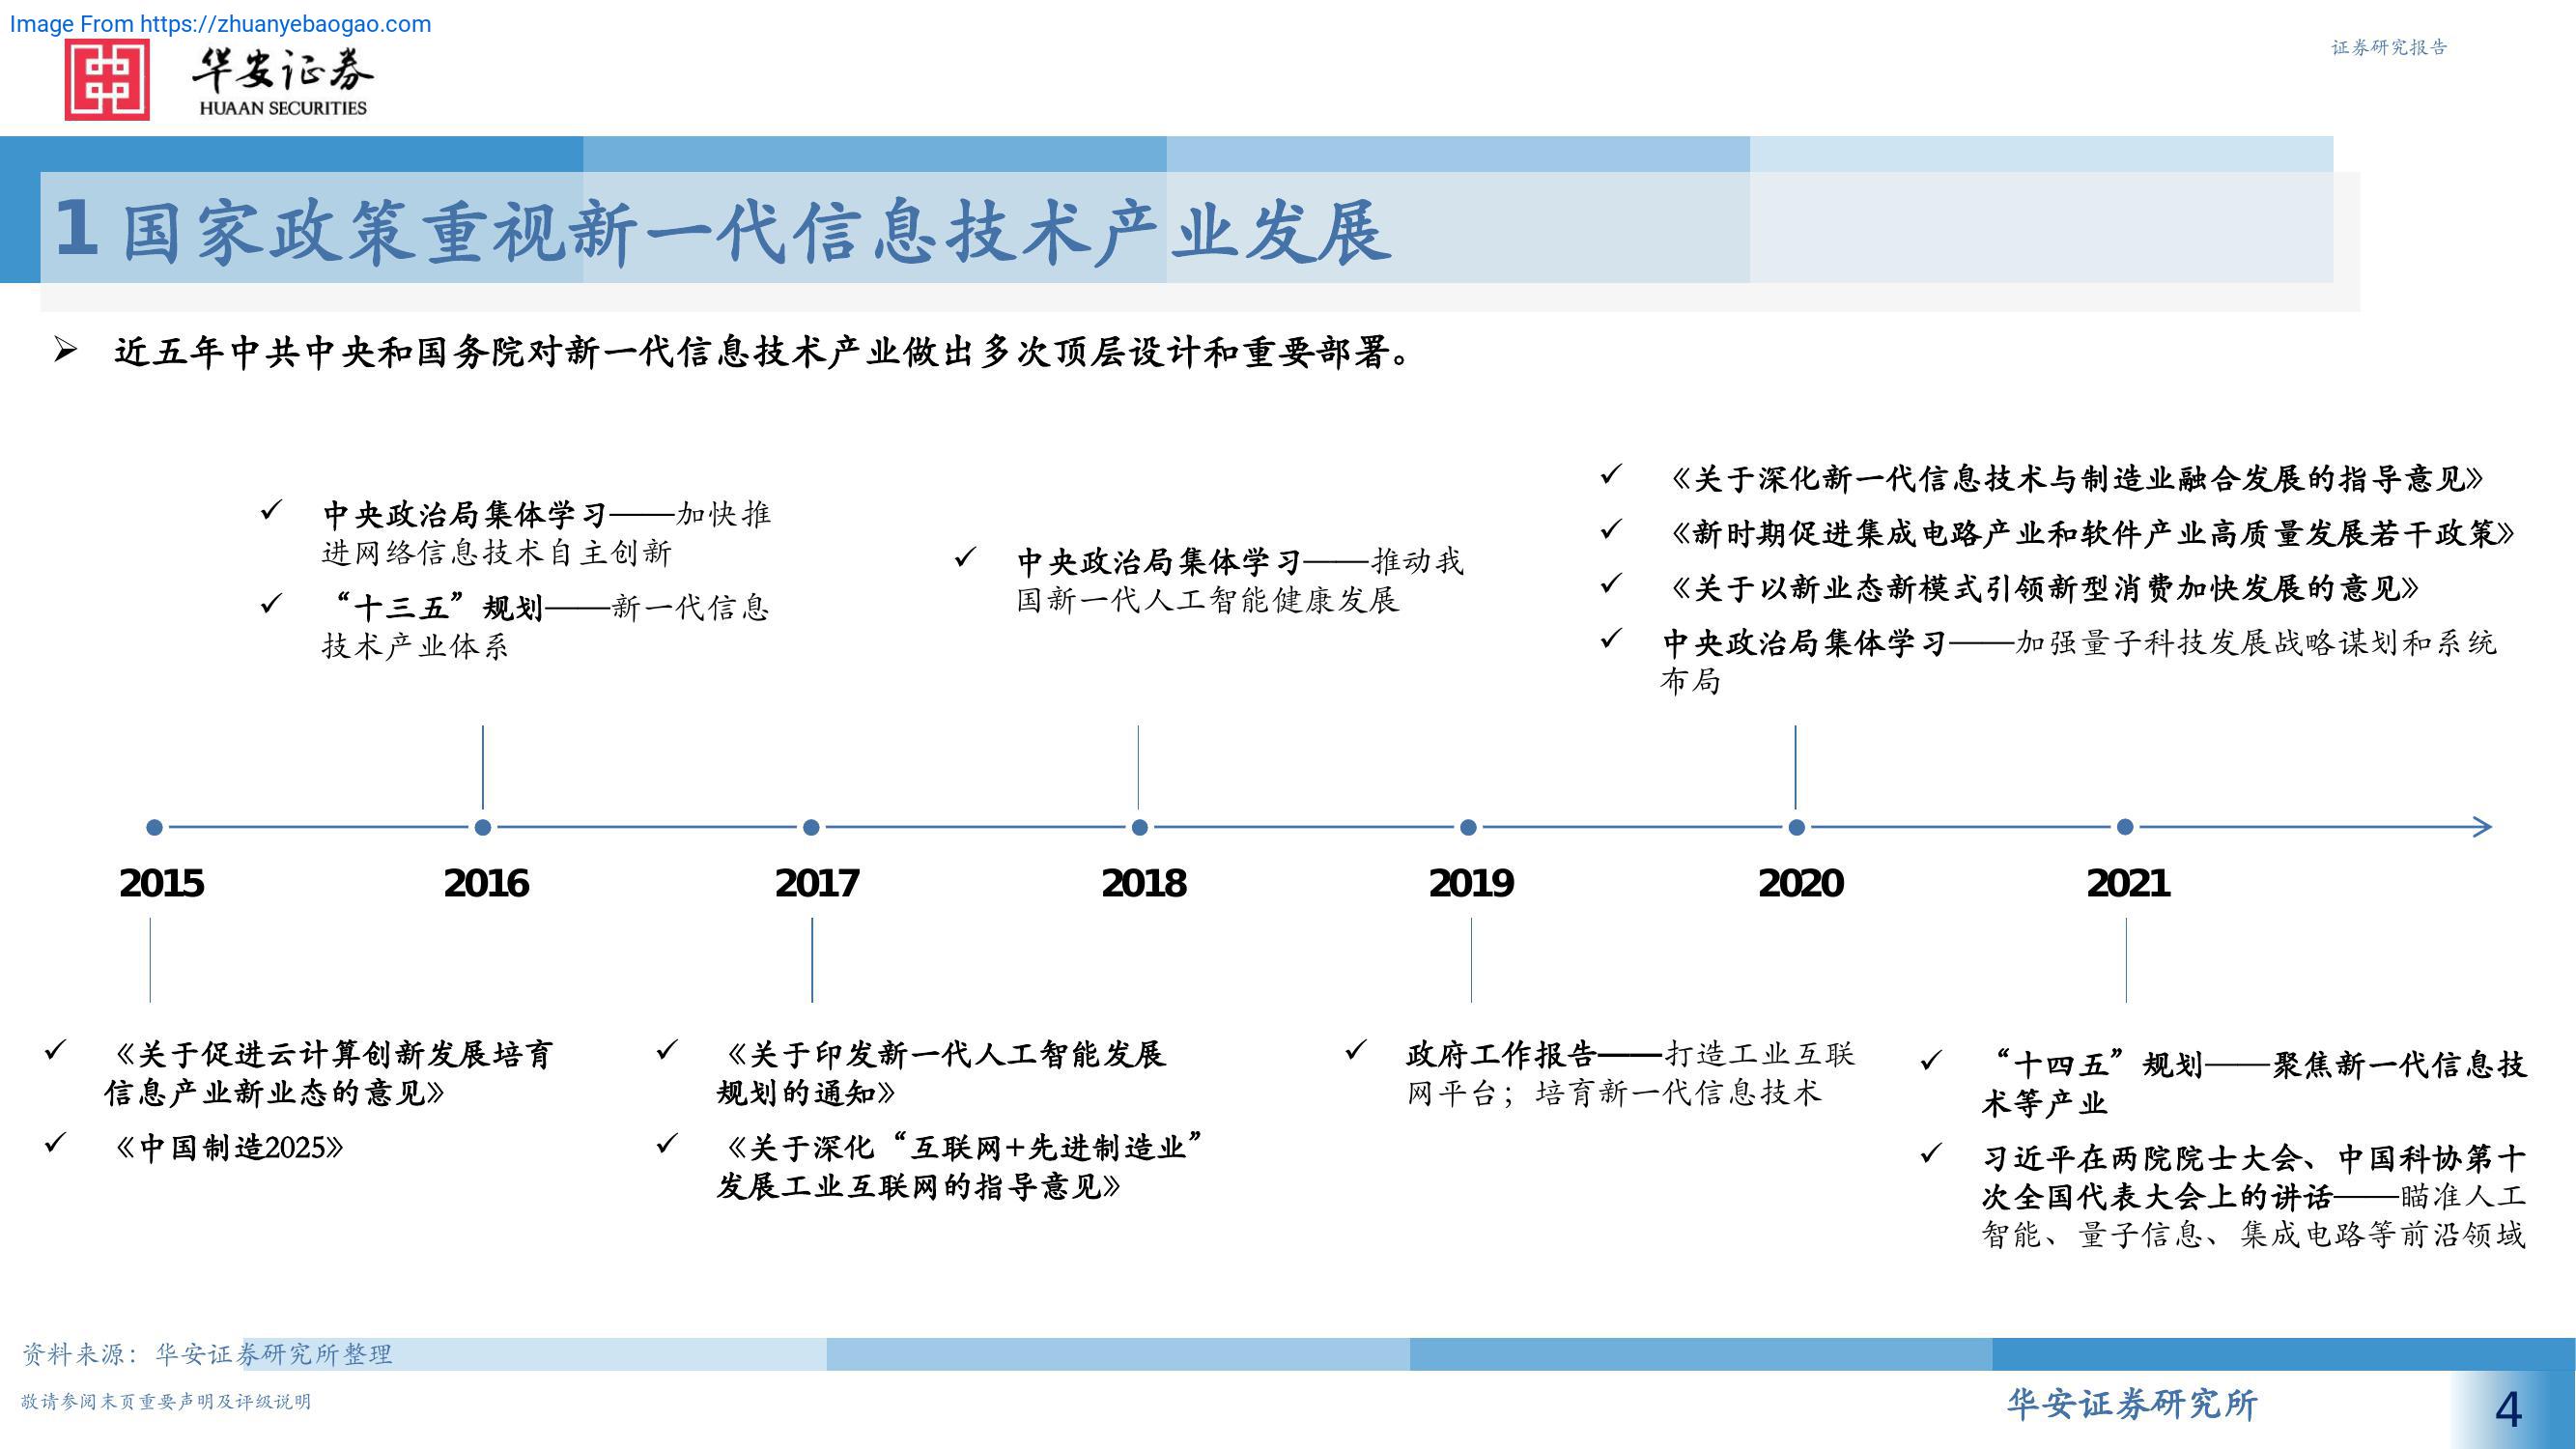 Image From https://zhuanyebaogao.com
华安证券
HUAAN SECURITIES
证券研究报告
1 国家政策重视新一代信息技术产业发展
近五年中共中央和国务院对新一代信息技术产业做出多次顶层设计和重要部署。
中央政治局集体学习——加快推
进网络信息技术自主创新
“十三五”规划——新一代信息
技术产业体系
中央政治局集体学习——推动我
国新一代人工智能健康发展
《关于深化新一代信息技术与制造业融合发展的指导意见》
《新时期促进集成电路产业和软件产业高质量发展若干政策》
《关于以新业态新模式引领新型消费加快发展的意见》
中央政治局集体学习——加强量子科技发展战略谋划和系统
布局
2015
2016
2017
2018
2019
2020
2021
《关于促进云计算创新发展培育
信息产业新业态的意见》
《中国制造2025》
《关于印发新一代人工智能发展
规划的通知》
《关于深化“互联网+先进制造业”
发展工业互联网的指导意见》
政府工作报告——打造工业互联
网平台；培育新一代信息技术
“十四五”规划——聚焦新一代信息技
术等产业
习近平在两院院士大会、中国科协第十
次全国代表大会上的讲话——瞄准人工
智能、量子信息、集成电路等前沿领域
资料来源：华安证券研究所整理
敬请参阅末页重要声明及评级说明
华安证券研究所
4